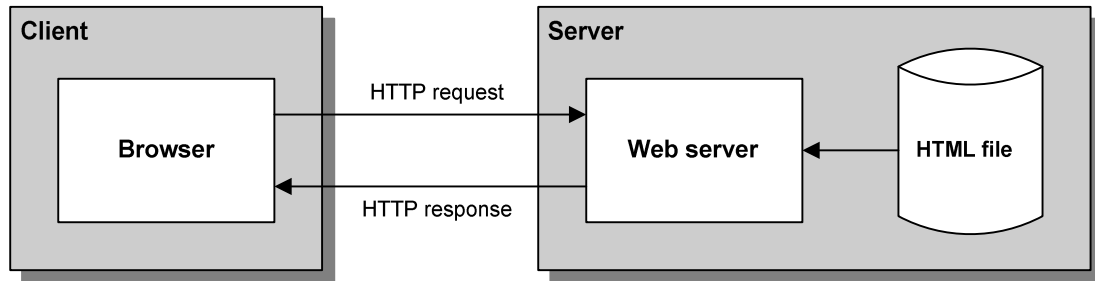 Client
Server
HTTP request
Browser
Web server
HTML file
HTTP response